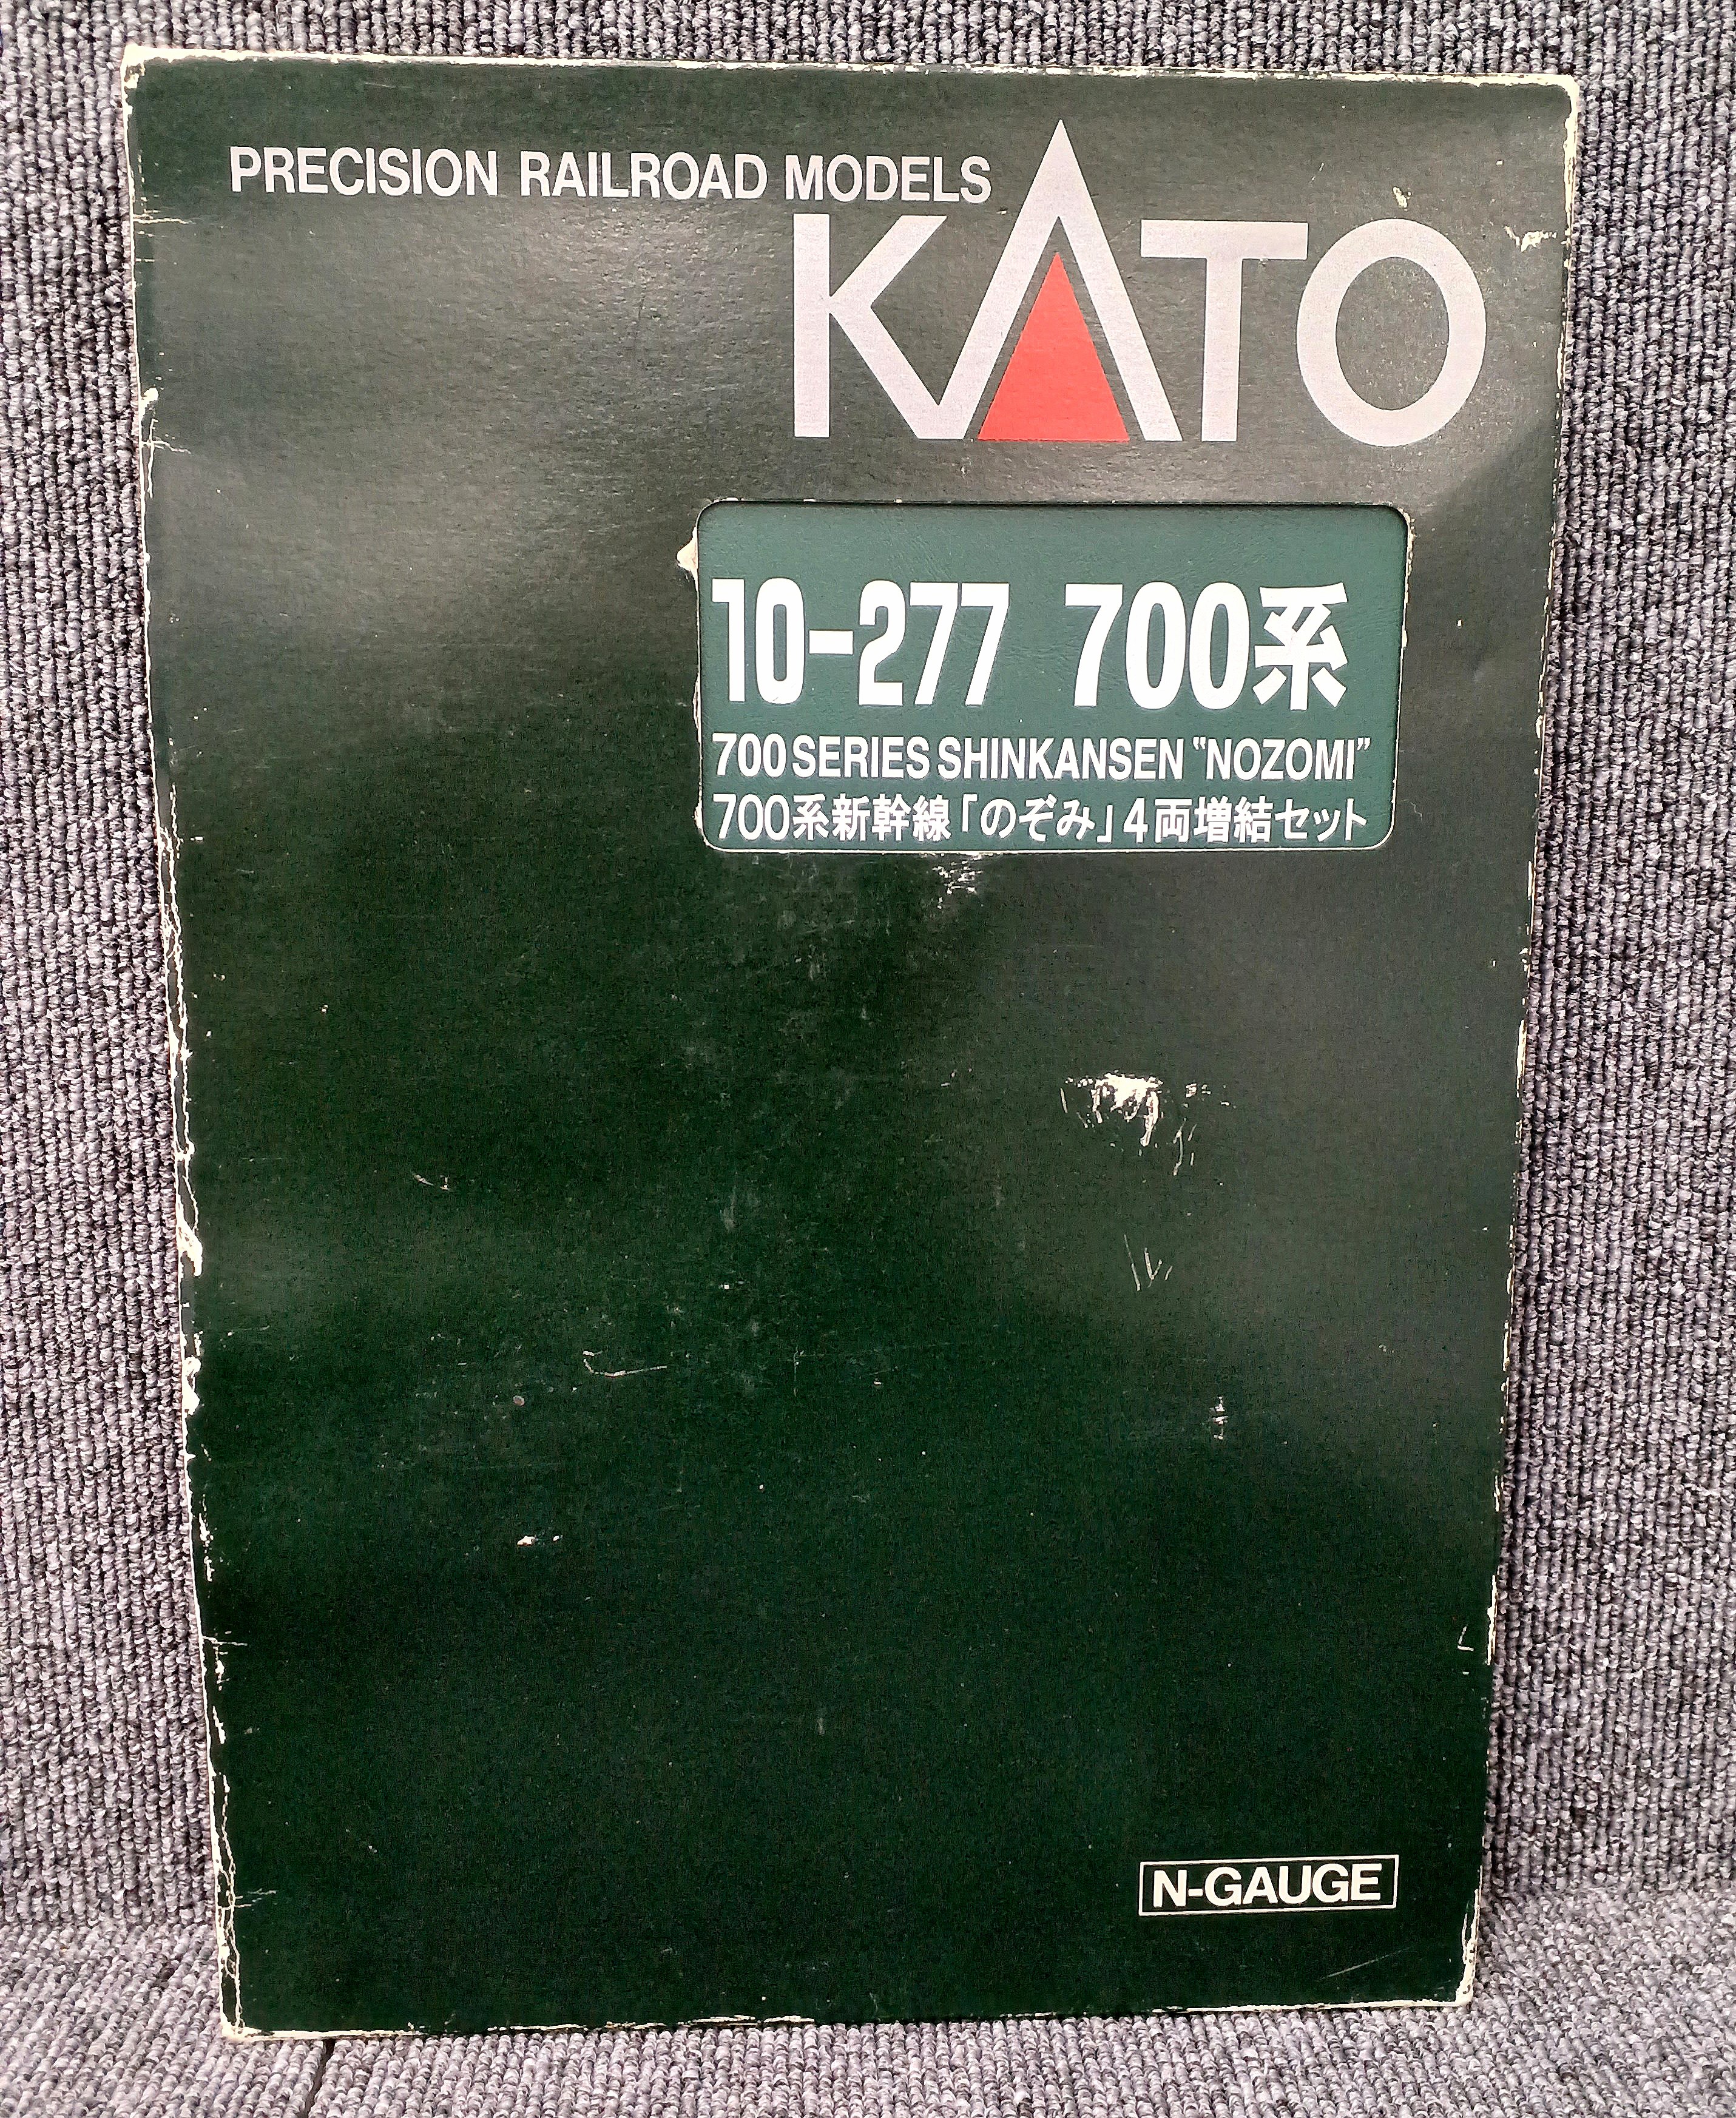 PRECISION RAILROAD MODELS
KATO
10-277 700系
700 SERIES SHINKANSEN "NOZOMI"
700系新幹線「のぞみ」4両増結セット
N-GAUGE